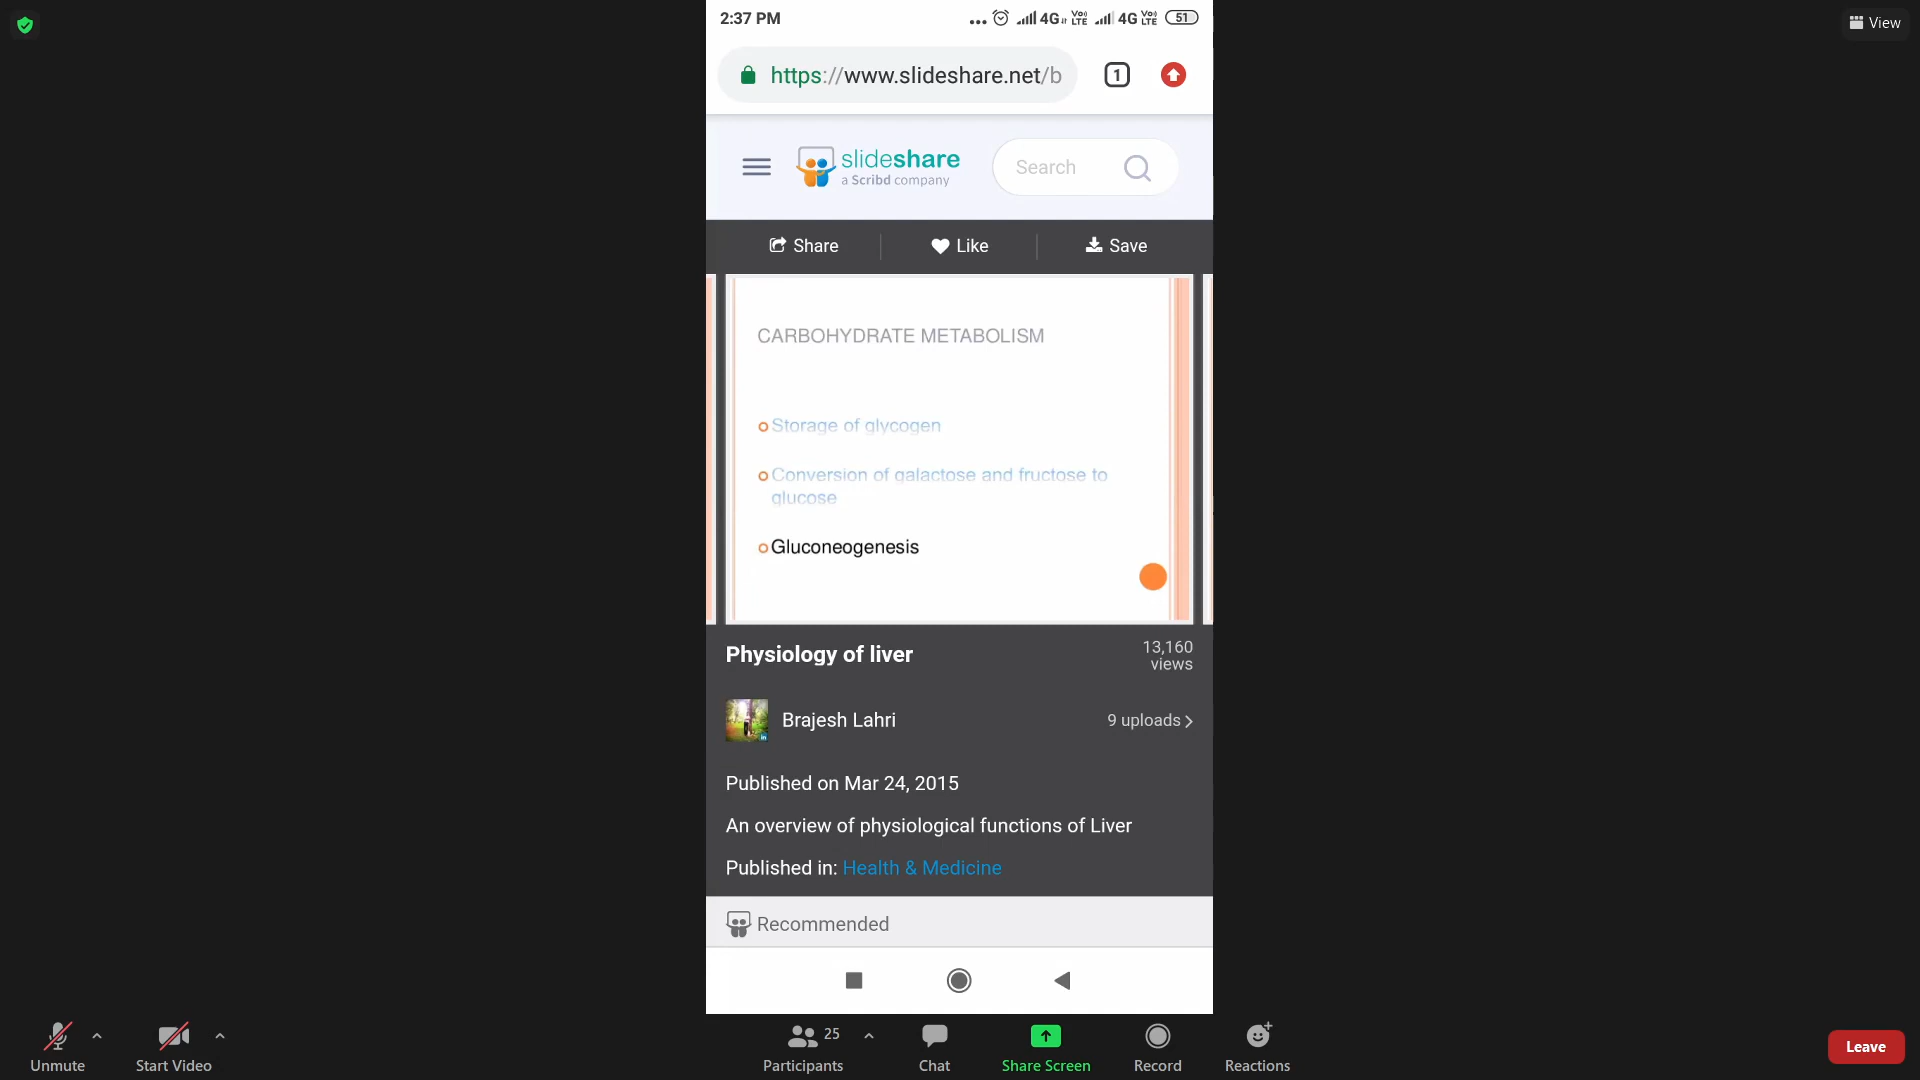 2:37 PM
4G
VoLTE
4G
VoLTE
51
View
https://www.slideshare.net/b
1
slideshare
a Scribd company
Search
Share
Like
Save
CARBOHYDRATE METABOLISM
Storage of glycogen
Conversion of galactose and fructose to
glucose
Gluconeogenesis
Physiology of liver
13,160
views
Brajesh Lahri
9 uploads
Published on Mar 24, 2015
An overview of physiological functions of Liver
Published in: Health & Medicine
Recommended
Unmute
Start Video
25
Participants
Chat
Share Screen
Record
Reactions
Leave